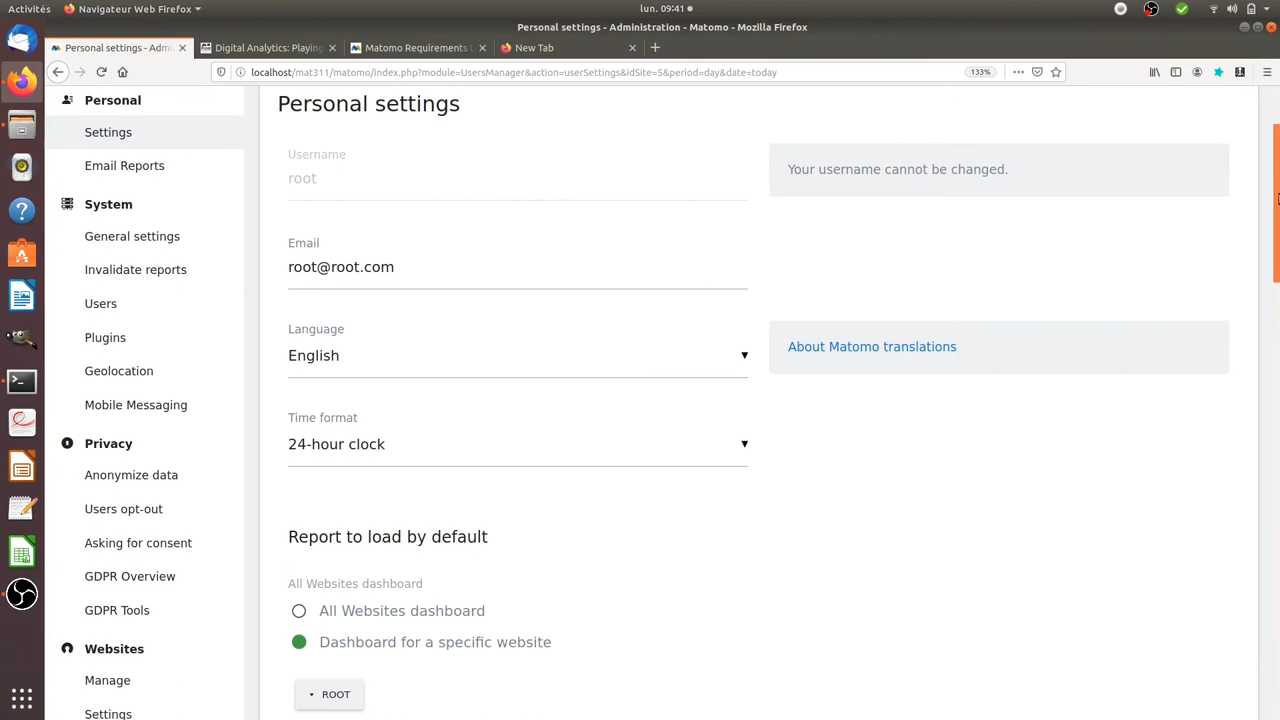 Activités
Navigateur Web Firefox
lun. 09:41
Personal settings - Administration - Matomo - Mozilla Firefox
Personal settings - Admi
Digital Analytics: Playing
Matomo Requirements
New Tab
localhost/mat311/matomo/index.php?module=UsersManager&action=userSettings&idSite=5&period=day&date=today
133%
Personal
Settings
Email Reports
System
General settings
Invalidate reports
Users
Plugins
Geolocation
Mobile Messaging
Privacy
Anonymize data
Users opt-out
Asking for consent
GDPR Overview
GDPR Tools
Websites
Manage
Settings
Personal settings
Username
root
Your username cannot be changed.
Email
root@root.com
Language
English
About Matomo translations
Time format
24-hour clock
Report to load by default
All Websites dashboard
All Websites dashboard
Dashboard for a specific website
ROOT